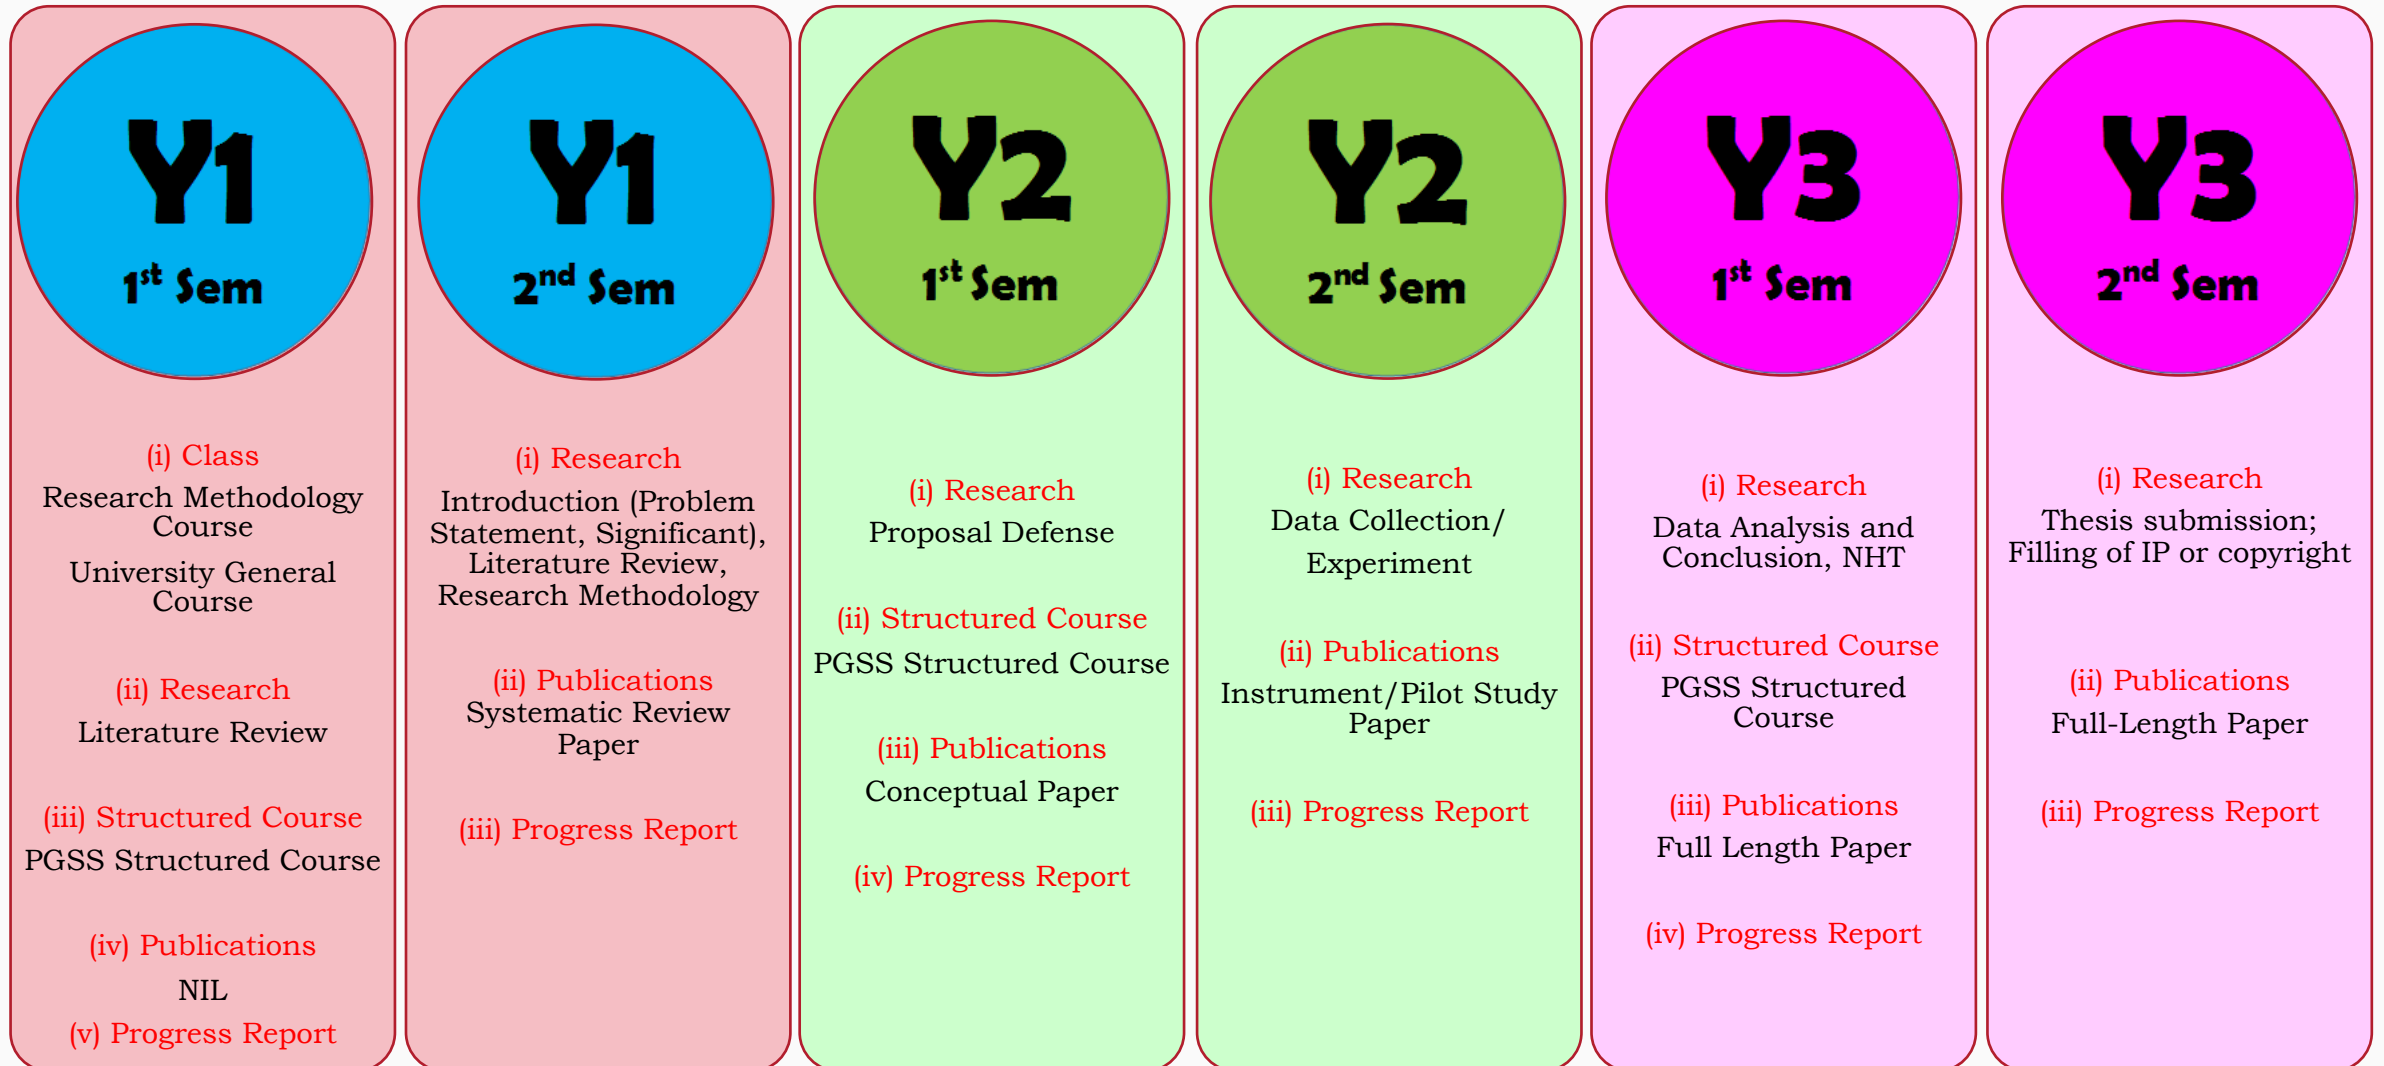 Y1
1st Sem
(i) Class
Research Methodology
Course
University General
Course
(ii) Research
Literature Review
(iii) Structured Course
PGSS Structured Course
(iv) Publications
NIL
(v) Progress Report
Y1
2nd Sem
(i) Research
Introduction (Problem
Statement, Significant),
Literature Review,
Research Methodology
(ii) Publications
Systematic Review
Paper
(iii) Progress Report
Y2
1st Sem
(i) Research
Proposal Defense
(ii) Structured Course
PGSS Structured Course
(iii) Publications
Conceptual Paper
(iv) Progress Report
Y2
2nd Sem
(i) Research
Data Collection/
Experiment
(ii) Publications
Instrument/Pilot Study
Paper
(iii) Progress Report
Y3
1st Sem
(i) Research
Data Analysis and
Conclusion, NHT
(ii) Structured Course
PGSS Structured
Course
(iii) Publications
Full Length Paper
(iv) Progress Report
Y3
2nd Sem
(i) Research
Thesis submission;
Filling of IP or copyright
(ii) Publications
Full-Length Paper
(iii) Progress Report